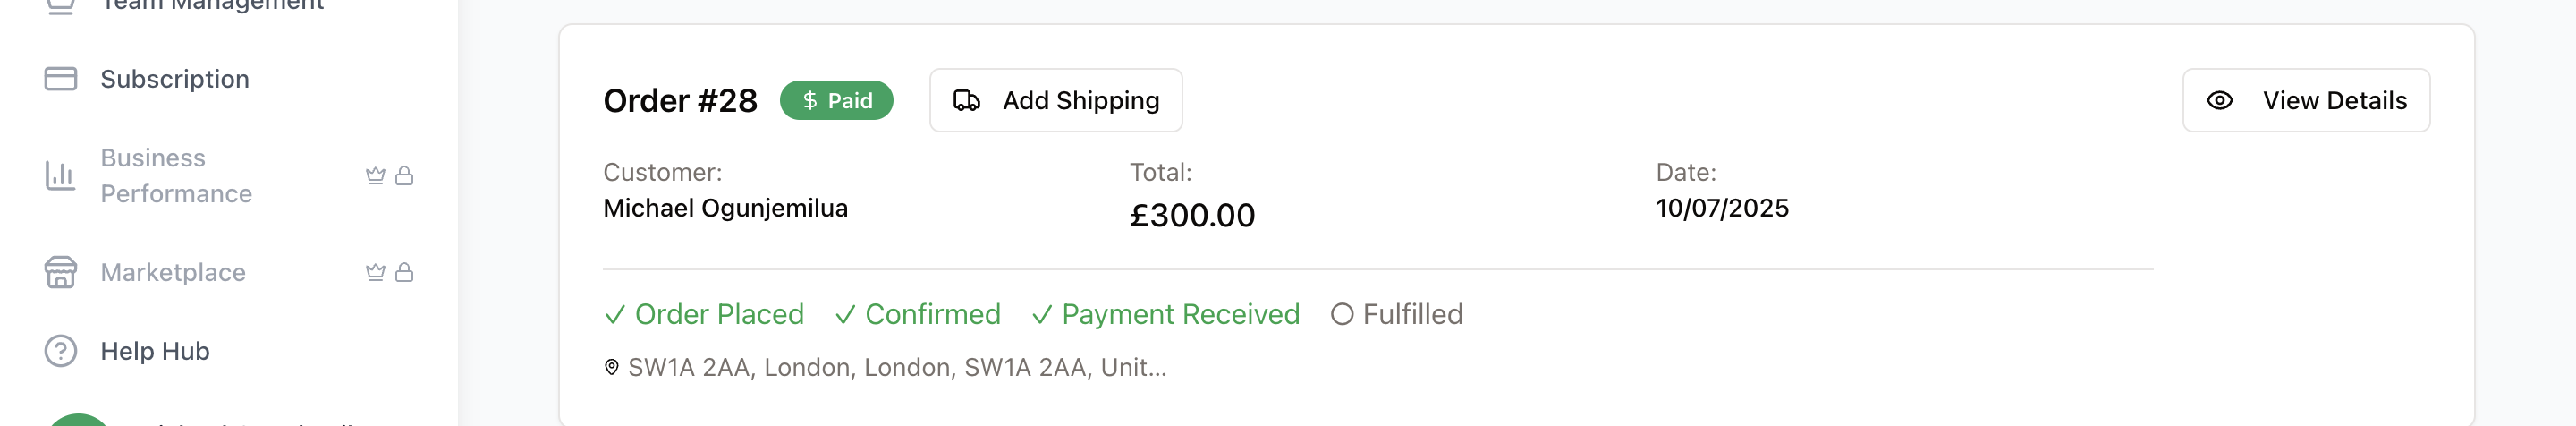 Team Management
Subscription
Business
Performance
Marketplace
Help Hub
Order #28
$ Paid
Add Shipping
View Details
Customer:
Michael Ogunjemilua
Total:
£300.00
Date:
10/07/2025
✓ Order Placed ✓ Confirmed ✓ Payment Received Fulfilled
SW1A 2AA, London, London, SW1A 2AA, Unit...